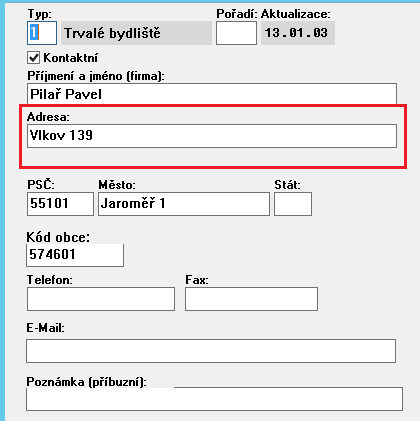 Typ: Pořadí: Aktualizace:
1 Trvalé bydliště 13.01.03
Kontaktní
Příjmení a jméno (firma):
Pilař Pavel
Adresa:
Vlkov 139
PSČ: Město: Stát:
55101 Jaroměř 1
Kód obce:
574601
Telefon: Fax:
E-Mail:
Poznámka (příbuzní):